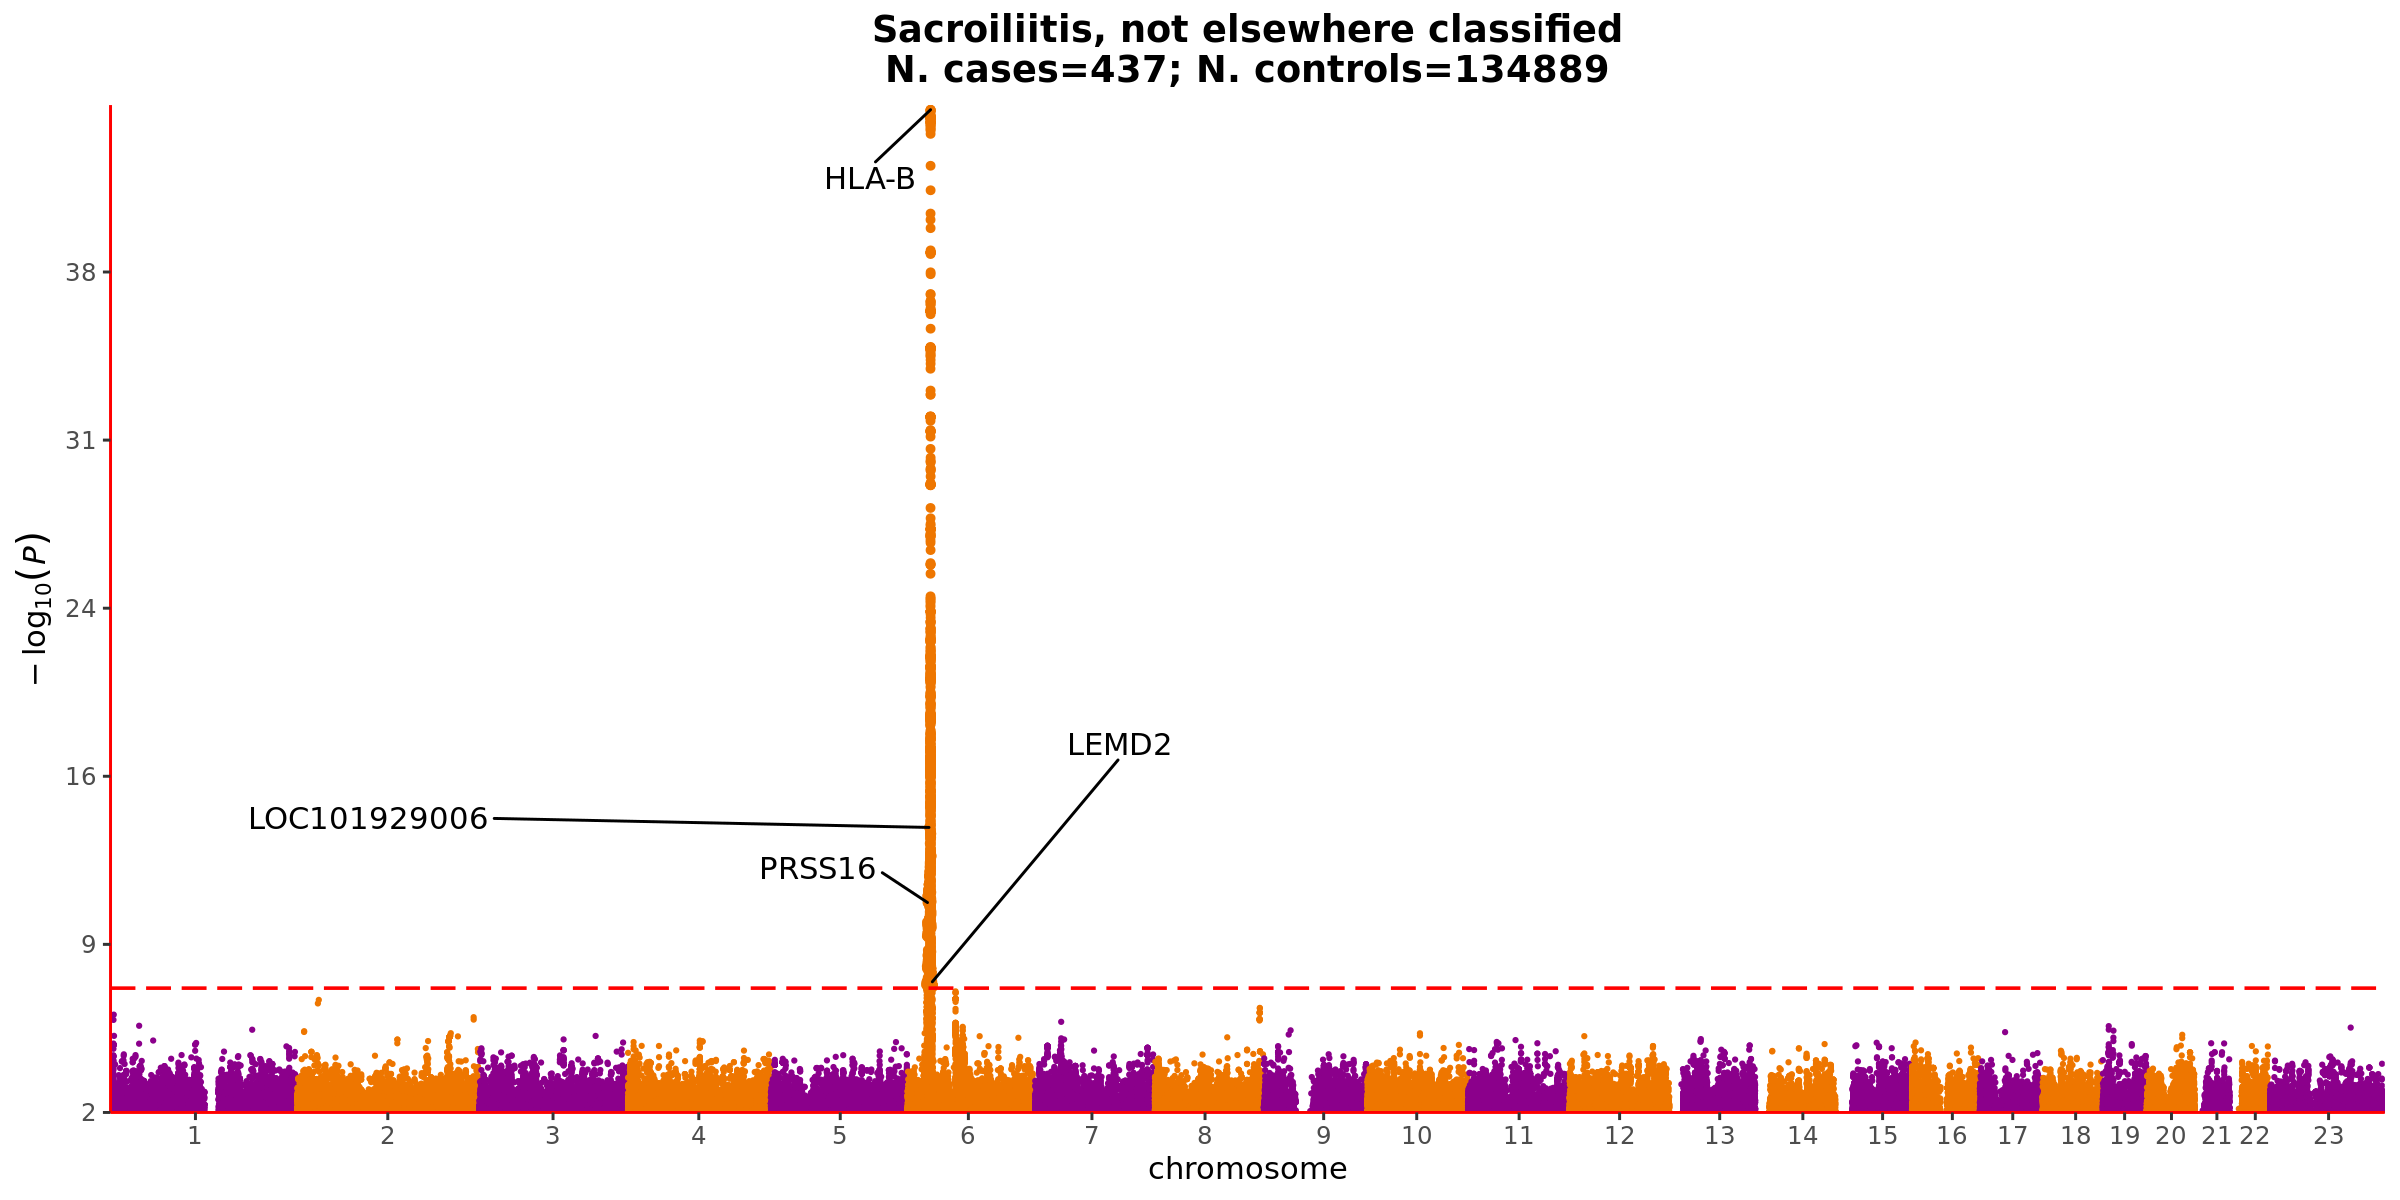 Sacroiliitis, not elsewhere classified
N. cases=437; N. controls=134889
HLA-B
38
31
24
LEMD2
16
LOC101929006
PRSS16
9
2
− log10(P)
1 2 3 4 5 6 7 8 9 10 11 12 13 14 15 16 17 18 19 20 21 22 23
chromosome